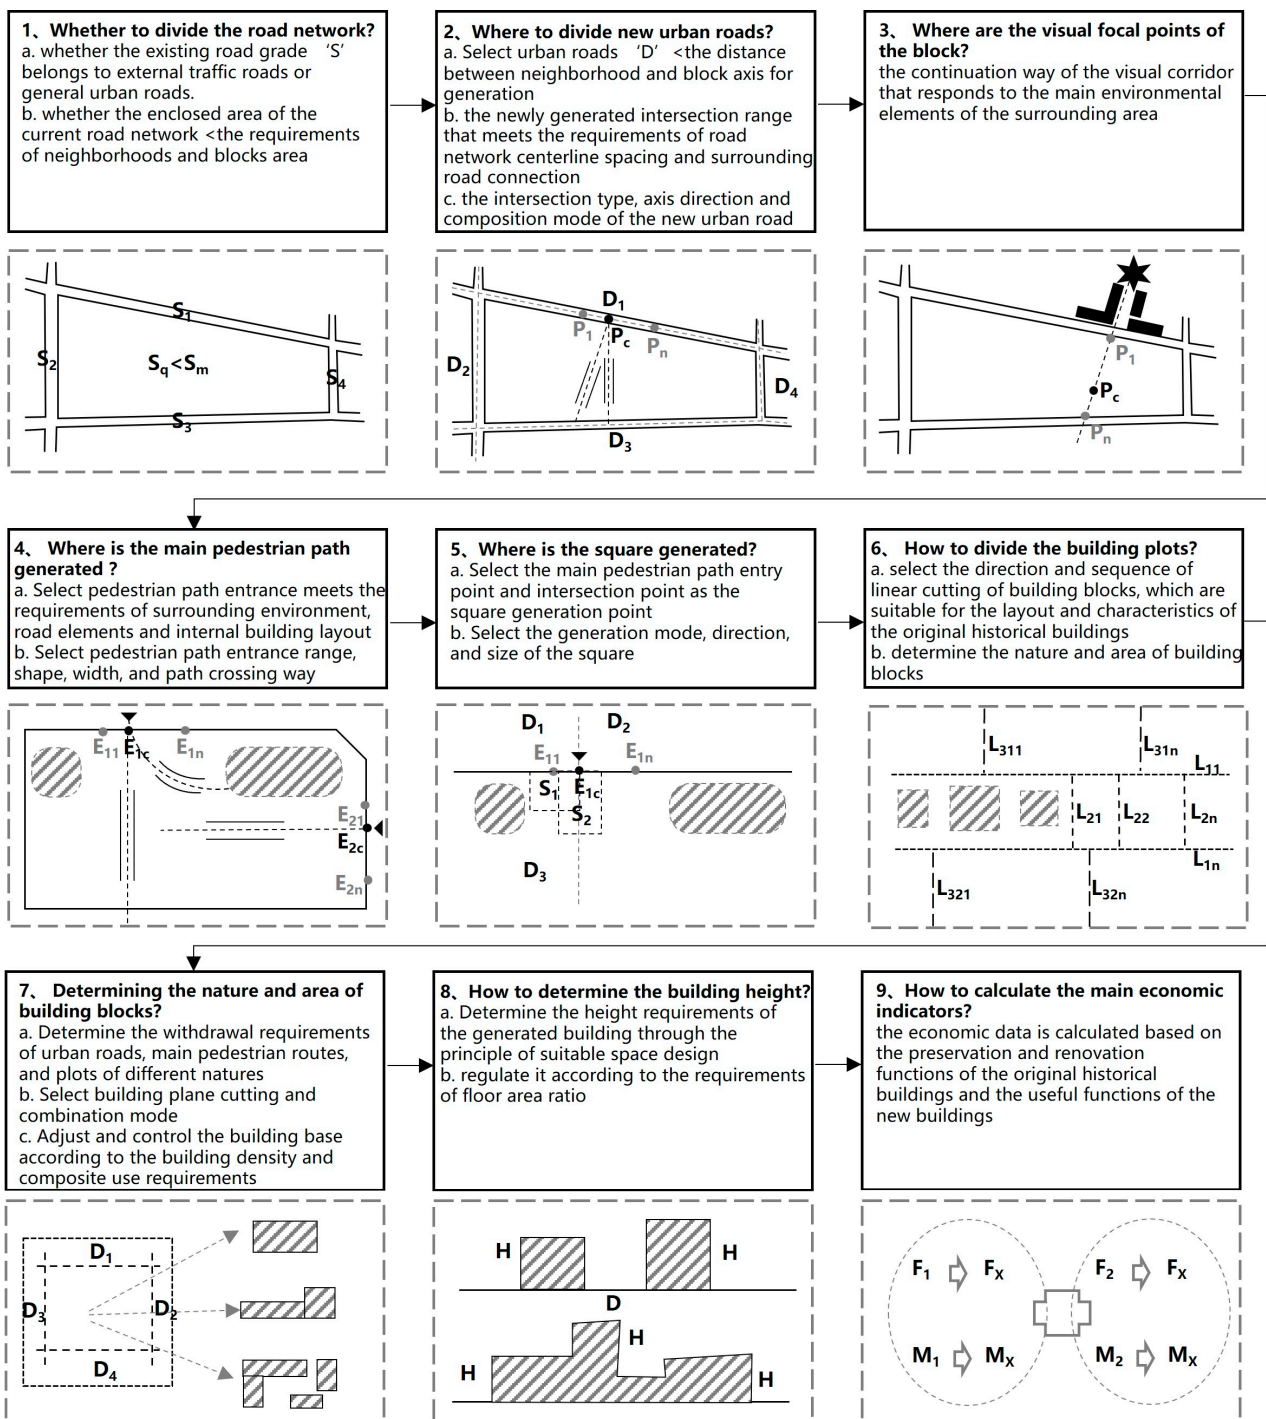 1、 Whether to divide the road network?
a. whether the existing road grade ‘S’
belongs to external traffic roads or
general urban roads.
b. whether the enclosed area of the
current road network <the requirements
of neighborhoods and blocks area
2、Where to divide new urban roads?
a. Select urban roads ‘D’ <the distance
between neighborhood and block axis for
generation
b. the newly generated intersection range
that meets the requirements of road
network centerline spacing and surrounding
road connection
c. the intersection type, axis direction and
composition mode of the new urban road
3、 Where are the visual focal points of
the block?
the continuation way of the visual corridor
that responds to the main environmental
elements of the surrounding area
S1
S2
Sq<Sm
S4
S3
D1
P1
Pc
Pn
D2
D4
D3
P1
Pc
Pn
4、 Where is the main pedestrian path
generated ?
a. Select pedestrian path entrance meets the
requirements of surrounding environment,
road elements and internal building layout
b. Select pedestrian path entrance range,
shape, width, and path crossing way
5、Where is the square generated?
a. Select the main pedestrian path entry
point and intersection point as the
square generation point
b. Select the generation mode, direction,
and size of the square
6、 How to divide the building plots?
a. select the direction and sequence of
linear cutting of building blocks, which are
suitable for the layout and characteristics of
the original historical buildings
b. determine the nature and area of building
blocks
E11 E1c E1n
E21
E2c
E2n
D1 D2
E11 E1n
S1 E1c
S2
D3
L311 L31n
L11
L21 L22 L2n
L1n
L321 L32n
7、 Determining the nature and area of
building blocks?
a. Determine the withdrawal requirements
of urban roads, main pedestrian routes,
and plots of different natures
b. Select building plane cutting and
combination mode
c. Adjust and control the building base
according to the building density and
composite use requirements
8、How to determine the building height?
a. Determine the height requirements of
the generated building through the
principle of suitable space design
b. regulate it according to the requirements
of floor area ratio
9、How to calculate the main economic
indicators?
the economic data is calculated based on
the preservation and renovation
functions of the original historical
buildings and the useful functions of the
new buildings
D1
D3 D2
D4
H H
D
H
H H
F1 FX F2 FX
M1 MX M2 MX